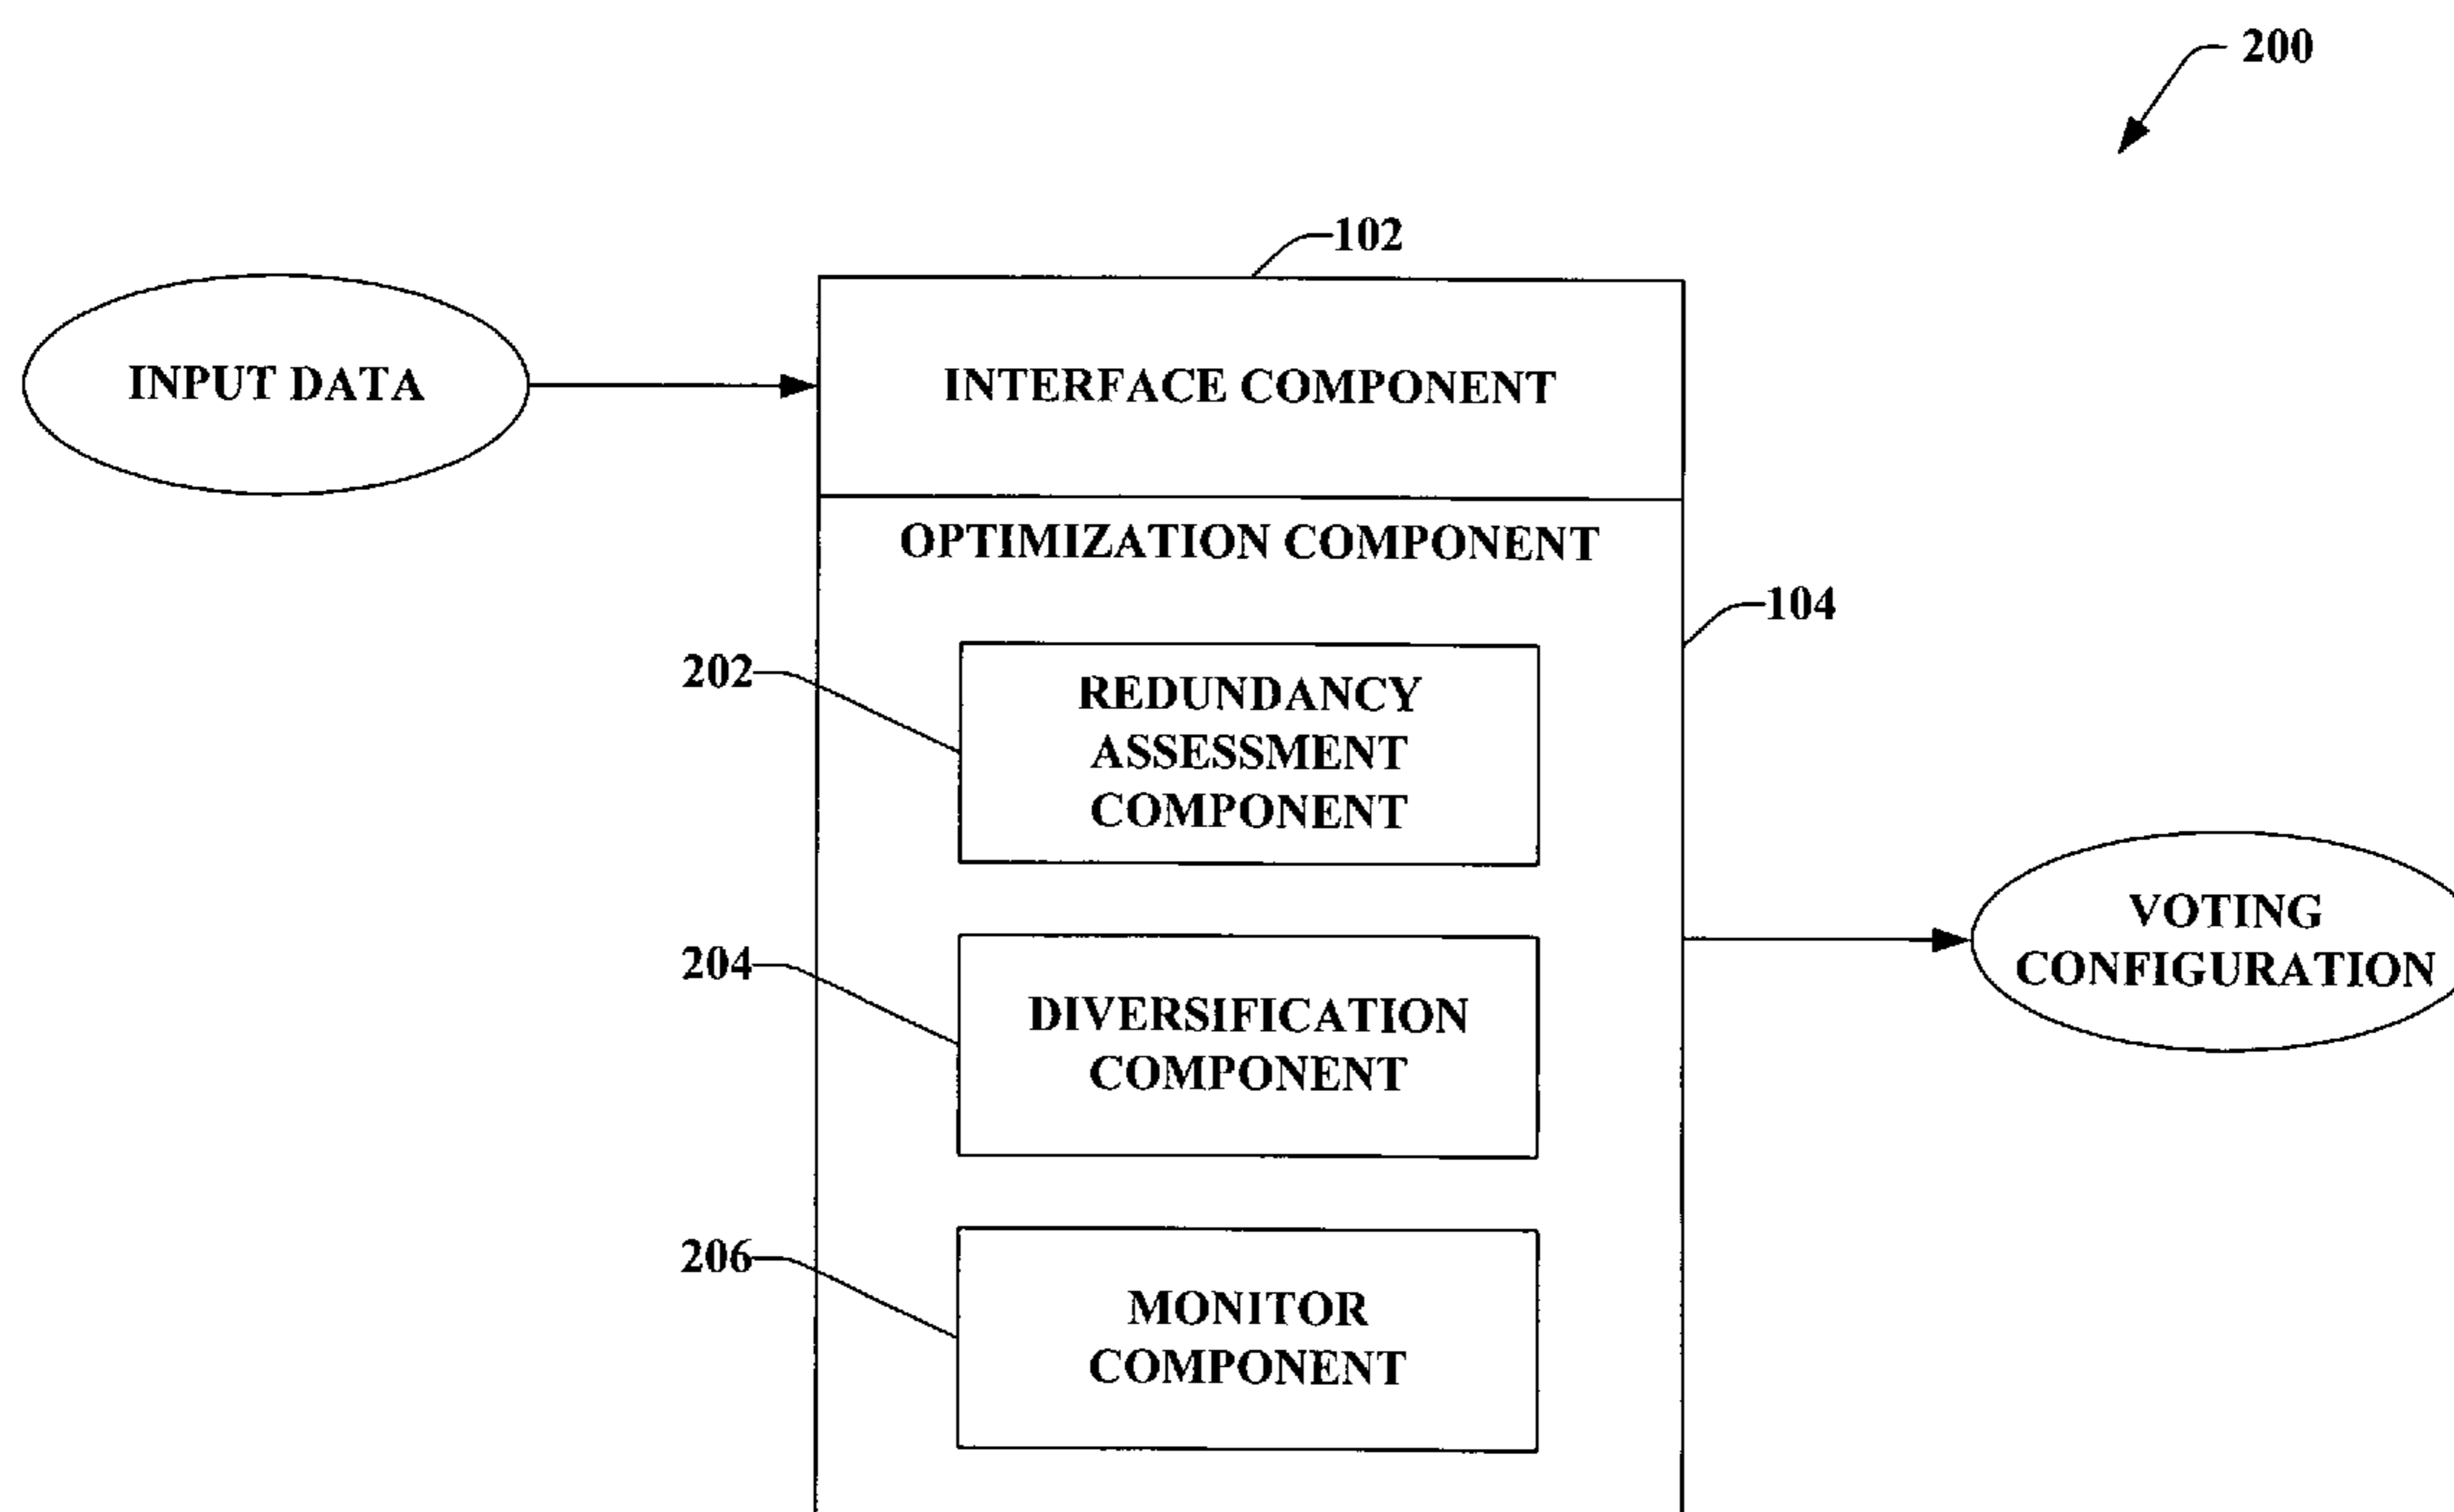 200
102
INPUT DATA
INTERFACE COMPONENT
OPTIMIZATION COMPONENT
104
202
REDUNDANCY
ASSESSMENT
COMPONENT
VOTING
CONFIGURATION
204
DIVERSIFICATION
COMPONENT
206
MONITOR
COMPONENT